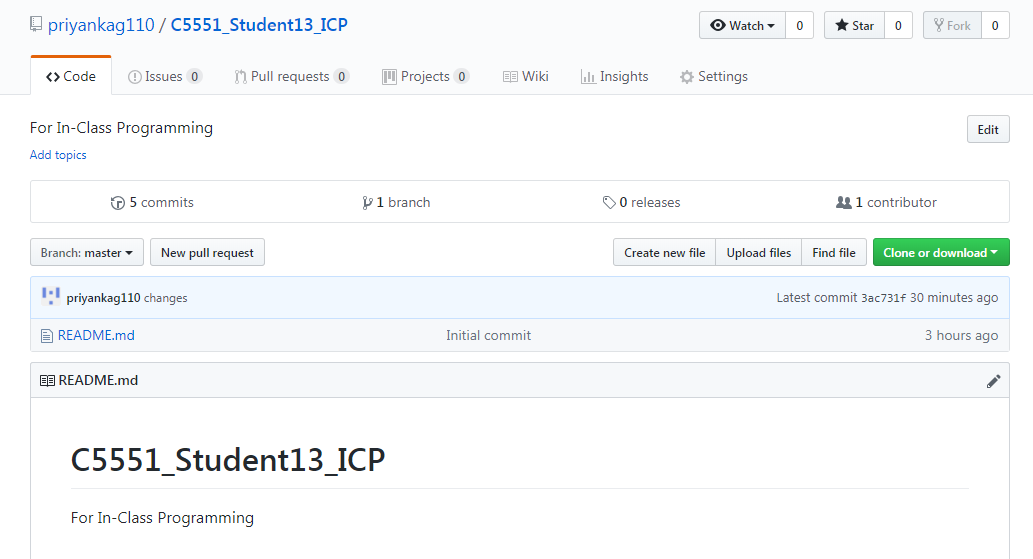 priyankag110 / C5551_Student13_ICP Watch 0 Star 0 Fork 0
Code Issues 0 Pull requests 0 Projects 0 Wiki Insights Settings
For In-Class Programming Edit
Add topics
5 commits 1 branch 0 releases 1 contributor
Branch: master New pull request Create new file Upload files Find file Clone or download
priyankag110 changes Latest commit 3ac731f 30 minutes ago
README.md Initial commit 3 hours ago
README.md
C5551_Student13_ICP
For In-Class Programming